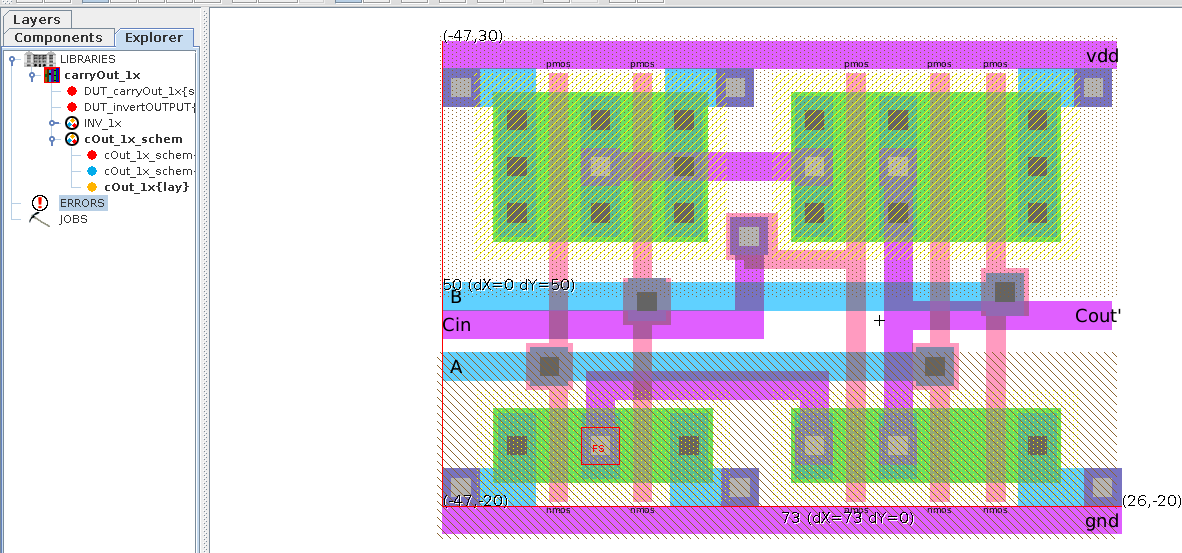 Layers
Components Explorer
LIBRARIES
carryOut_1x
DUT_carryOut_1x{s
DUT_invertOUTPUT{
INV_1x
cOut_1x_schem
cOut_1x_schem
cOut_1x_schem
cOut_1x{lay}
ERRORS
JOBS
(-47,30)
vdd
pmos pmos pmos pmos pmos
50 (dX=0 dY=50)
B
Cin
Cout'
A
FS
(-47,-20)
(26,-20)
nmos nmos nmos nmos nmos
73 (dX=73 dY=0)
gnd